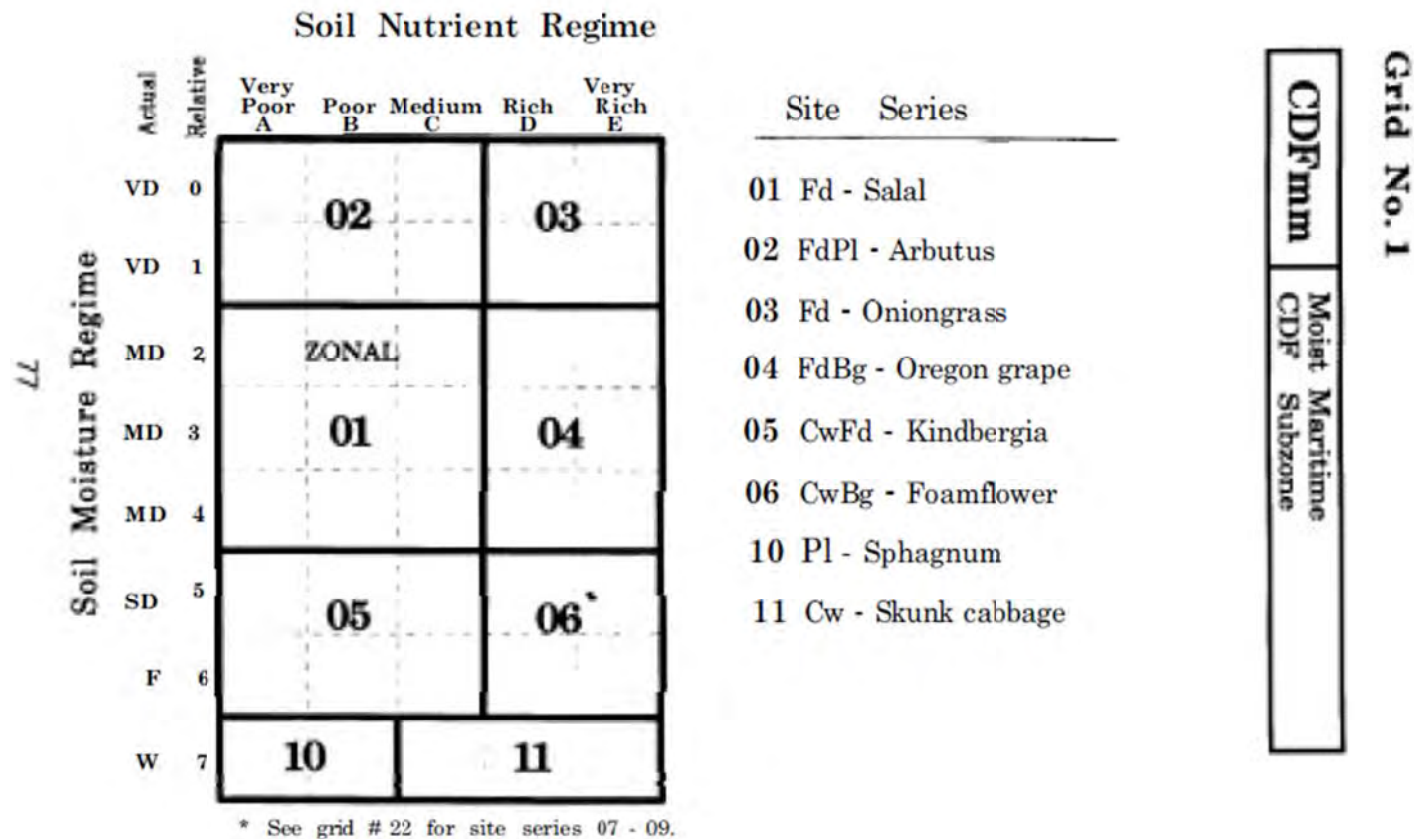 Soil Nutrient Regime
Actual
Relative
Very Poor A
Poor B
Medium C
Rich D
Very Rich E
Soil Moisture Regime
VD 0
VD 1
MD 2
MD 3
MD 4
SD 5
F 6
W 7
02
03
ZONAL
01
04
05
06*
10
11
* See grid # 22 for site series 07 - 09.
Site Series
01 Fd - Salal
02 FdPl - Arbutus
03 Fd - Oniongrass
04 FdBg - Oregon grape
05 CwFd - Kindbergia
06 CwBg - Foamflower
10 Pl - Sphagnum
11 Cw - Skunk cabbage
Grid No. 1
CDFmm
Moist Maritime
CDF Subzone
77